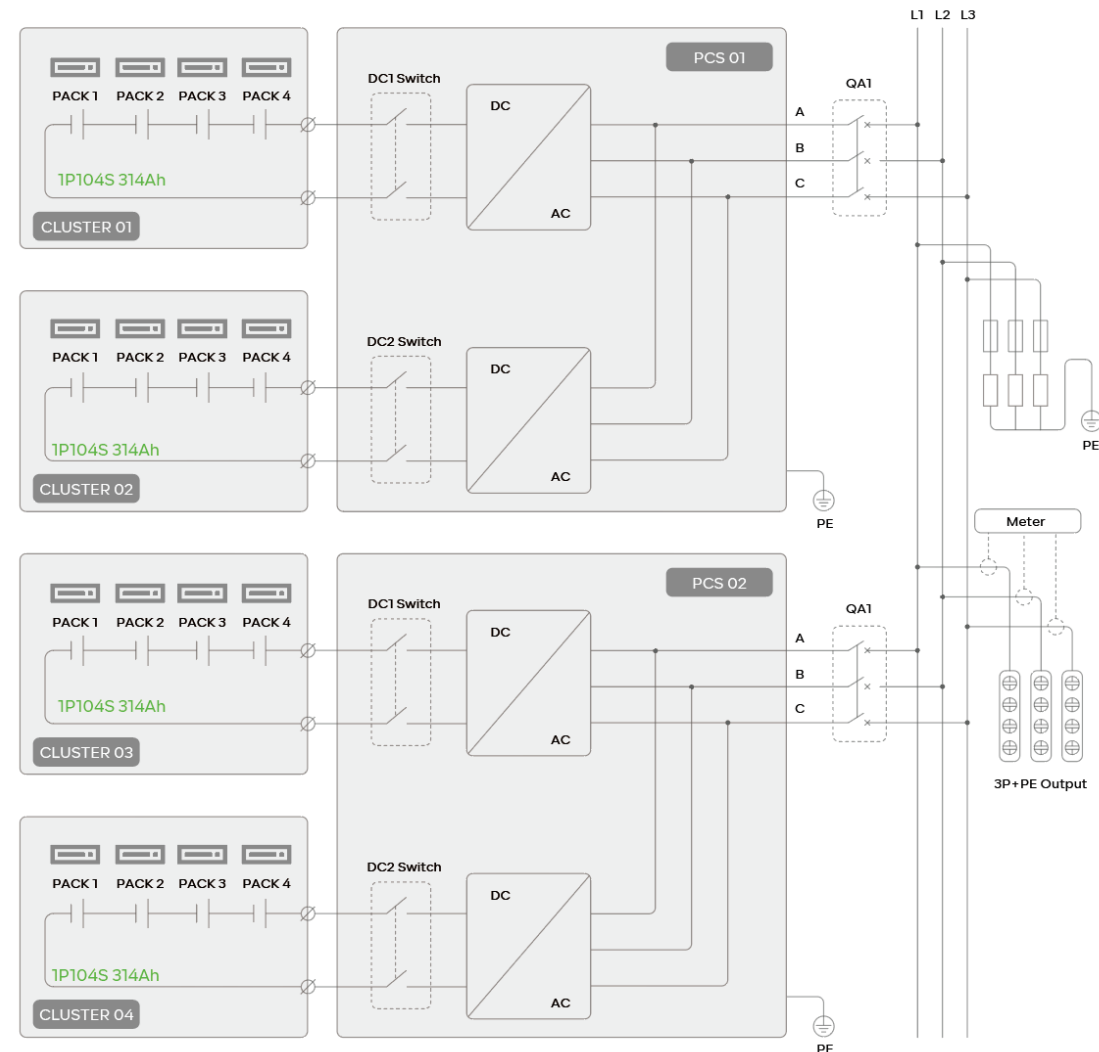 L1 L2 L3
PCS 01
DC1 Switch
QA1
PACK 1 PACK 2 PACK 3 PACK 4
DC
A
B
1P104S 314Ah
C
AC
CLUSTER 01
DC2 Switch
PACK 1 PACK 2 PACK 3 PACK 4
DC
PE
1P104S 314Ah
AC
CLUSTER 02
PE
Meter
PCS 02
DC1 Switch
QA1
PACK 1 PACK 2 PACK 3 PACK 4
DC
A
B
1P104S 314Ah
C
AC
CLUSTER 03
3P+PE Output
DC2 Switch
PACK 1 PACK 2 PACK 3 PACK 4
DC
1P104S 314Ah
AC
CLUSTER 04
PE